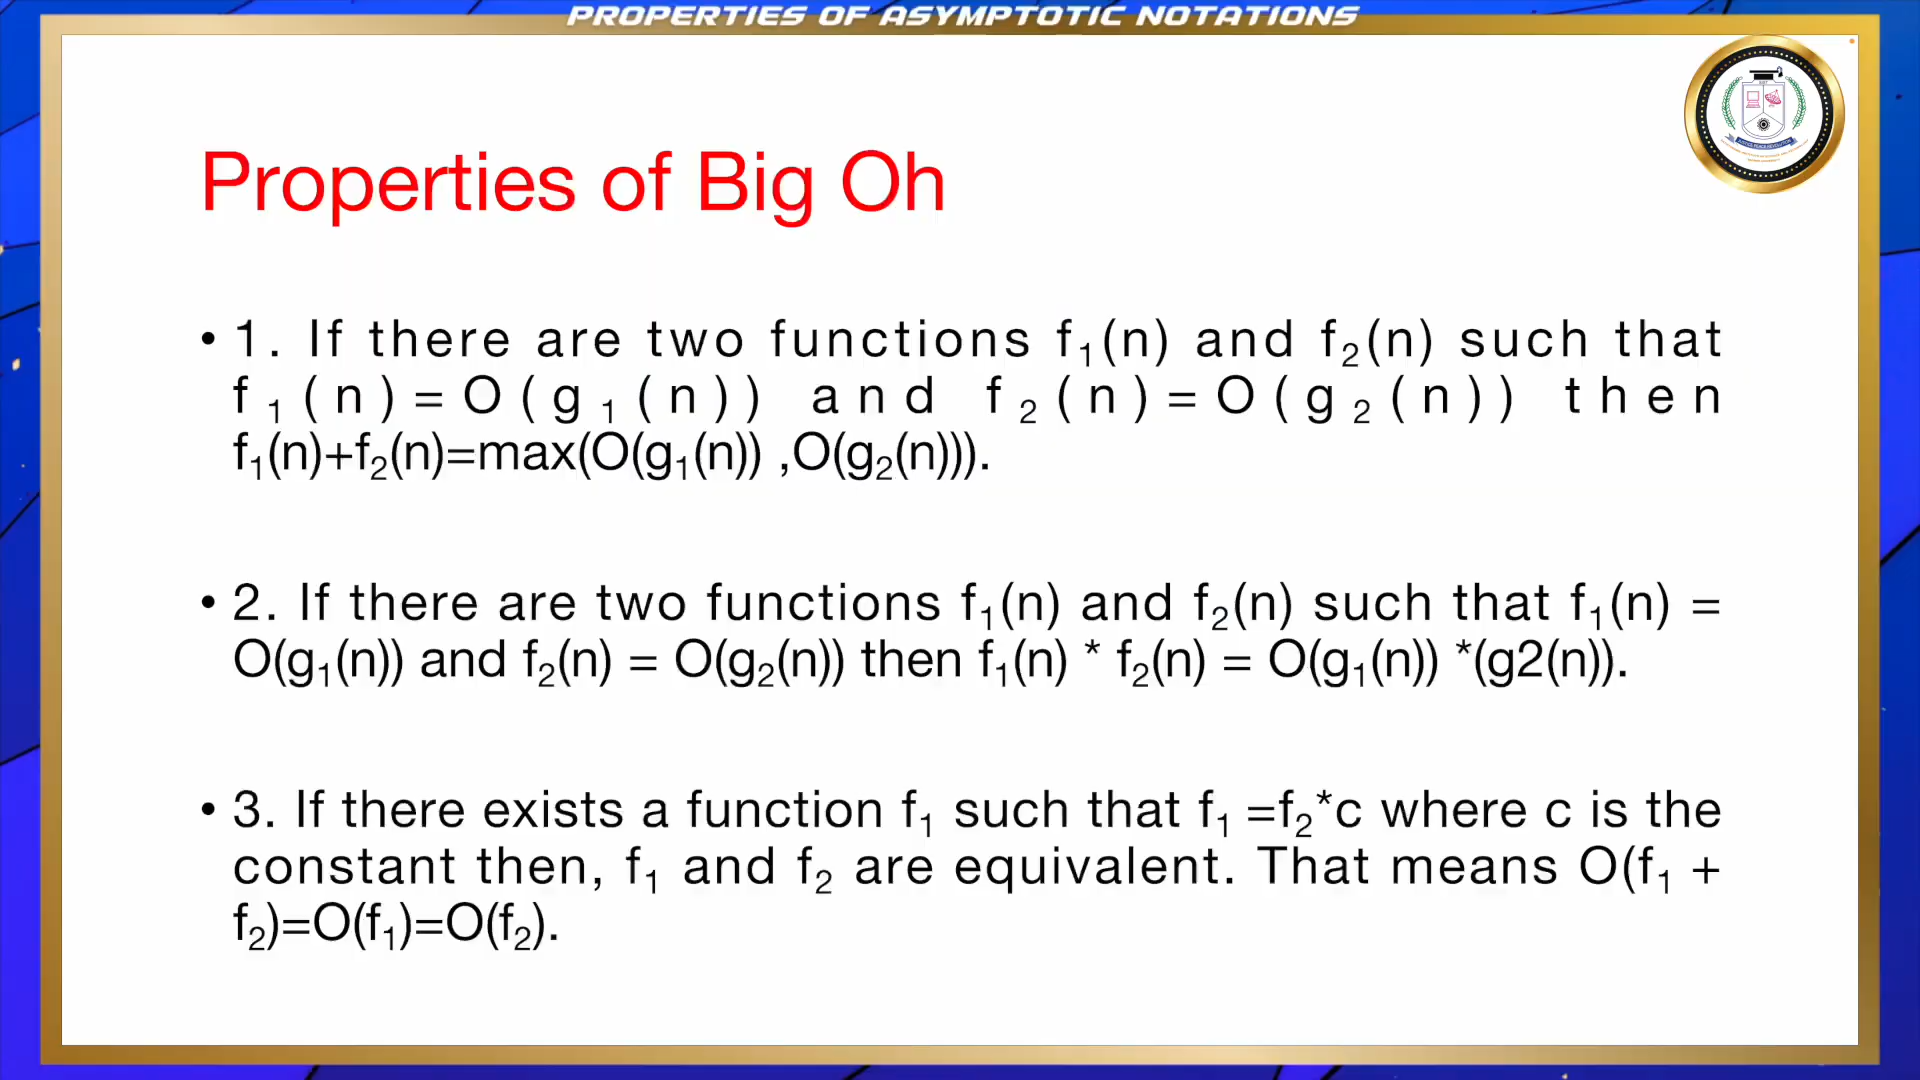 PROPERTIES OF ASYMPTOTIC NOTATIONS
Properties of Big Oh
• 1. If there are two functions f₁(n) and f₂(n) such that
f₁(n)=O(g₁(n)) and f₂(n)=O(g₂(n)) then
f₁(n)+f₂(n)=max(O(g₁(n)) ,O(g₂(n))).
• 2. If there are two functions f₁(n) and f₂(n) such that f₁(n) =
O(g₁(n)) and f₂(n) = O(g₂(n)) then f₁(n) * f₂(n) = O(g₁(n)) *(g2(n)).
• 3. If there exists a function f₁ such that f₁ =f₂*c where c is the
constant then, f₁ and f₂ are equivalent. That means O(f₁ +
f₂)=O(f₁)=O(f₂).